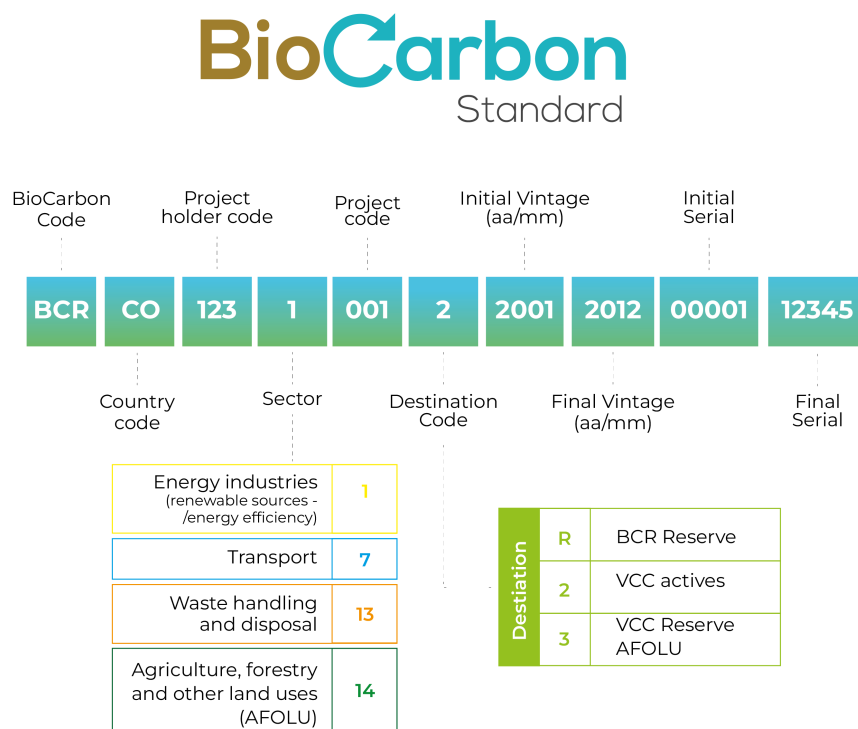 BioCarbon
Standard
BioCarbon
Code
Project
holder code
Project
code
Initial Vintage
(aa/mm)
Initial
Serial
BCR CO 123 1 001 2 2001 2012 00001 12345
Country
code
Sector
Destination
Code
Final Vintage
(aa/mm)
Final
Serial
Energy industries
(renewable sources -
/energy efficiency)
1
Transport 7
Waste handling
and disposal
13
Agriculture, forestry
and other land uses
(AFOLU)
14
Destiation
R BCR Reserve
2 VCC actives
3 VCC Reserve
AFOLU